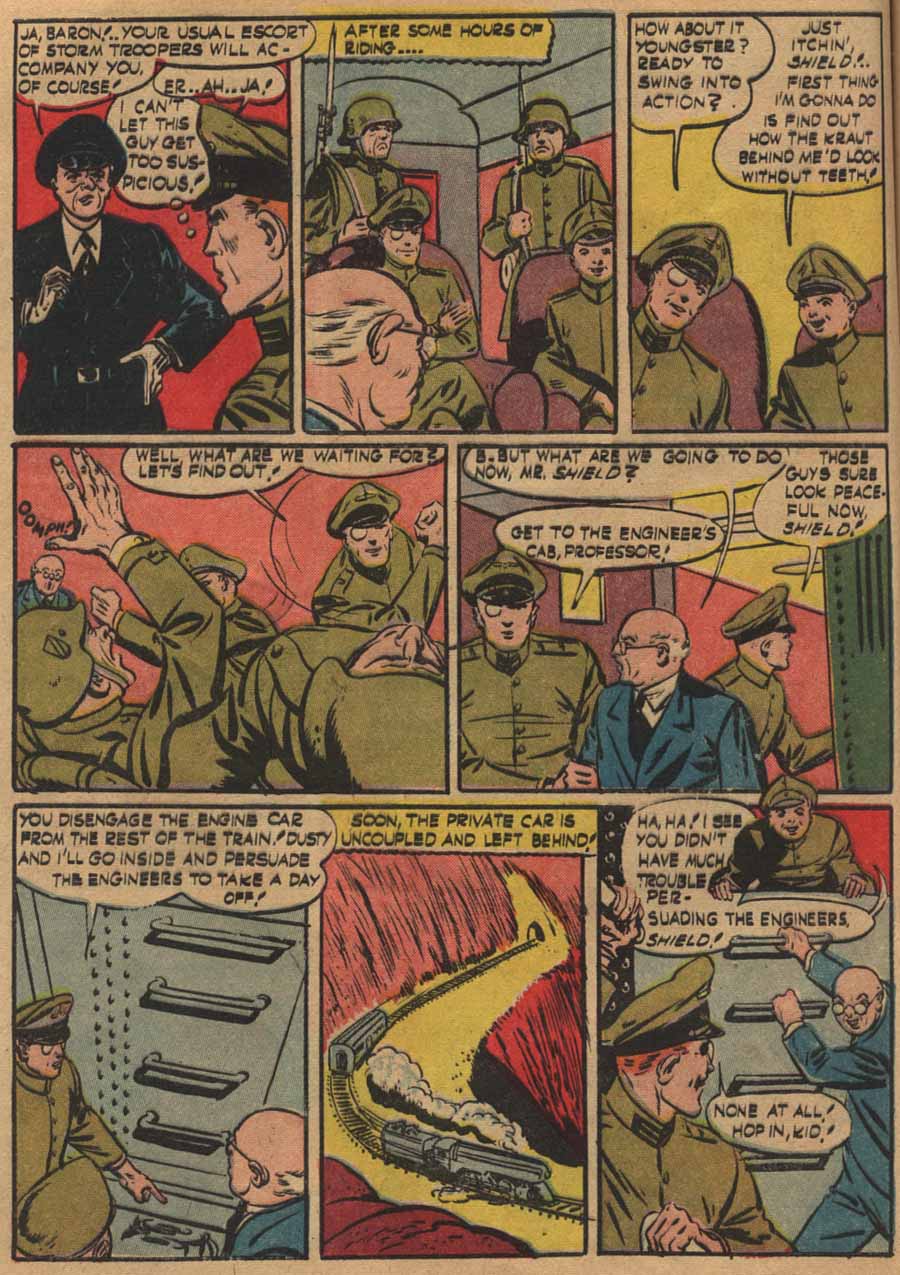 JA, BARON!..YOUR USUAL ESCORT
OF STORM TROOPERS WILL AC-
COMPANY YOU,
OF COURSE!
ER..AH..JA!
I CAN'T
LET THIS
GUY GET
TOO SUS-
PICIOUS!
AFTER SOME HOURS OF
RIDING....
HOW ABOUT IT
YOUNGSTER?
READY TO
SWING INTO
ACTION?
JUST
ITCHIN',
SHIELD!..
FIRST THING
I'M GONNA DO
IS FIND OUT
HOW THE KRAUT
BEHIND ME'D LOOK
WITHOUT TEETH!
WELL, WHAT ARE WE WAITING FOR?
LET'S FIND OUT!
OOMPH!
B..BUT WHAT ARE WE GOING TO DO
NOW, MR. SHIELD?
GET TO THE ENGINEER'S
CAB, PROFESSOR!
THOSE
GUYS SURE
LOOK PEACE-
FUL NOW,
SHIELD!
YOU DISENGAGE THE ENGINE CAR
FROM THE REST OF THE TRAIN! DUSTY
AND I'LL GO INSIDE AND PERSUADE
THE ENGINEERS TO TAKE A DAY
OFF!
SOON, THE PRIVATE CAR IS
UNCOUPLED AND LEFT BEHIND!
HA, HA! I SEE
YOU DIDN'T
HAVE MUCH
TROUBLE
PER-
SUADING THE ENGINEERS,
SHIELD!
NONE AT ALL!
HOP IN, KID!